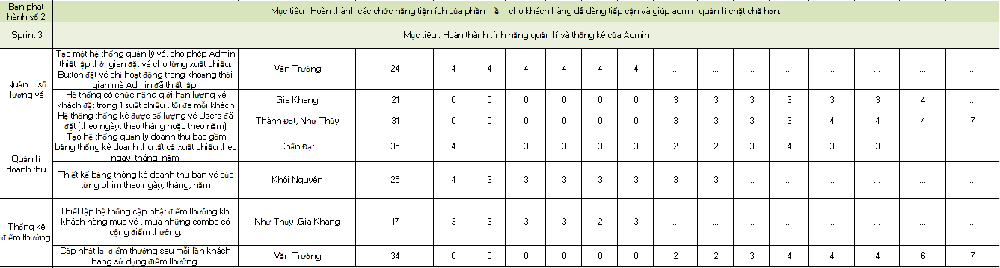 Bản phát
hành số 2
Mục tiêu : Hoàn thành các chức năng tiện ích của phần mềm cho khách hàng dễ dàng tiếp cận và giúp admin quản lí chặt chẽ hơn.
Sprint 3
Mục tiêu : Hoàn thành tính năng quản lí và thống kê của Admin
Quản lí số
lượng vé
Tạo một hệ thống quản lý vé, cho phép Admin
thiết lập thời gian đặt vé cho từng xuất chiếu.
Button đặt vé chỉ hoạt động trong khoảng thời
gian mà Admin đã thiết lập.
Văn Trường 24 4 4 4 4 4 4 ... ... ... ... ... ... ... ...
Hệ thống có chức năng giới hạn lượng vé
khách đặt trong 1 suất chiếu , tối đa mỗi khách
Gia Khang 21 0 0 0 0 0 0 3 3 3 3 3 3 4 ...
Hệ thống thống kê được số lượng vé Users đã
đặt (theo ngày, theo tháng hoặc theo năm)
Thành Đạt, Như Thủy 31 0 0 0 0 0 0 3 3 3 3 4 4 4 7
Quản lí
doanh thu
Tạo hệ thống quản lý doanh thu bao gồm
bảng thống kê doanh thu tất cả xuất chiếu theo
ngày, tháng, năm.
Chấn Đạt 35 4 3 3 3 3 3 2 2 3 4 3 3 ... ...
Thiết kế bảng thông kê doanh thu bán vé của
từng phim theo ngày, tháng, năm
Khôi Nguyên 25 4 3 3 3 3 3 3 3 ... ... ... ... ... ...
Thống kê
điểm thưởng
Thiết lập hệ thống cập nhật điểm thưởng khi
khách hàng mua vé , mua những combo có
cộng điểm thưởng.
Như Thủy ,Gia Khang 17 3 3 3 3 2 3 ... ... ... ... ... ... ... ...
Cập nhật lại điểm thưởng sau mỗi lần khách
hàng sử dụng điểm thưởng.
Văn Trường 34 0 0 0 0 0 0 2 2 3 4 4 4 6 7